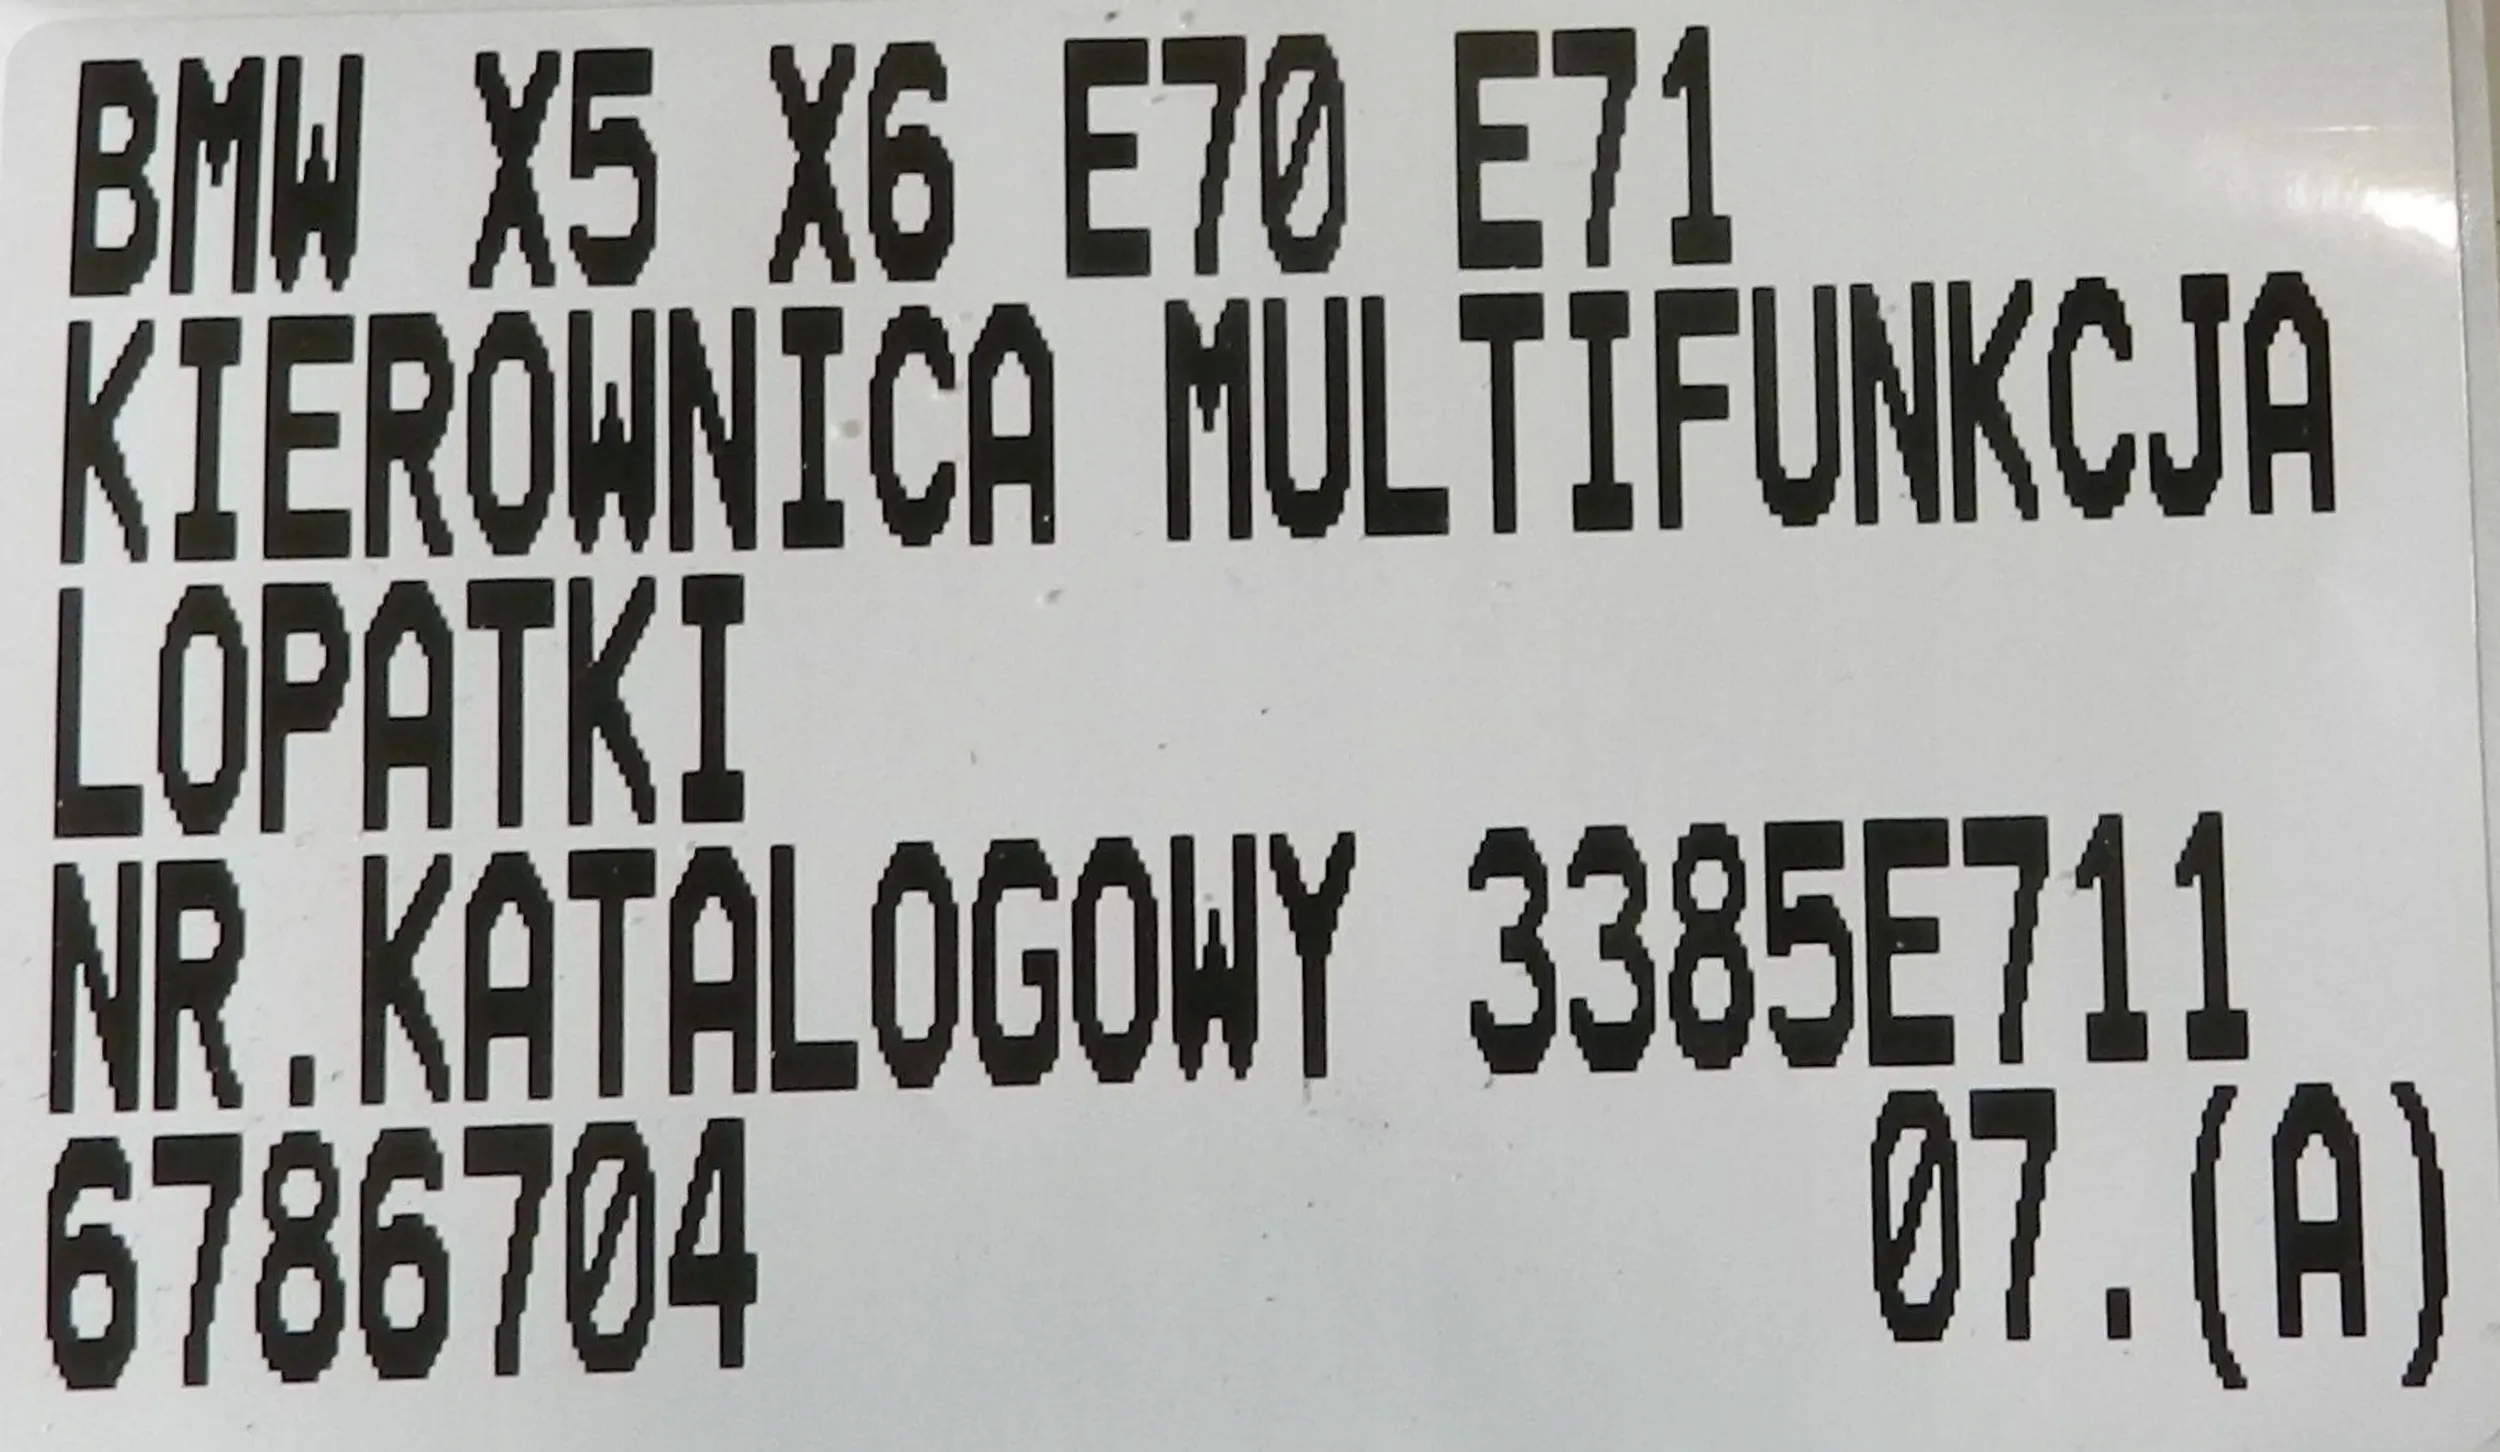 BMW X5 X6 E70 E71
KIEROWNICA MULTIFUNKCJA
LOPATKI
NR.KATALOGOWY 3385E711
6786704 07.(A)